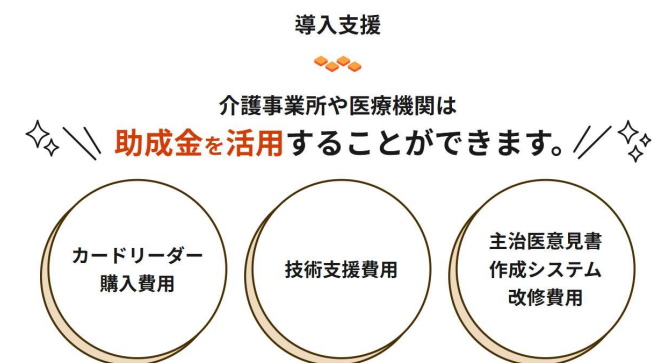 導入支援
介護事業所や医療機関は
助成金を活用することができます。
カードリーダー
購入費用
技術支援費用
主治医意見書
作成システム
改修費用